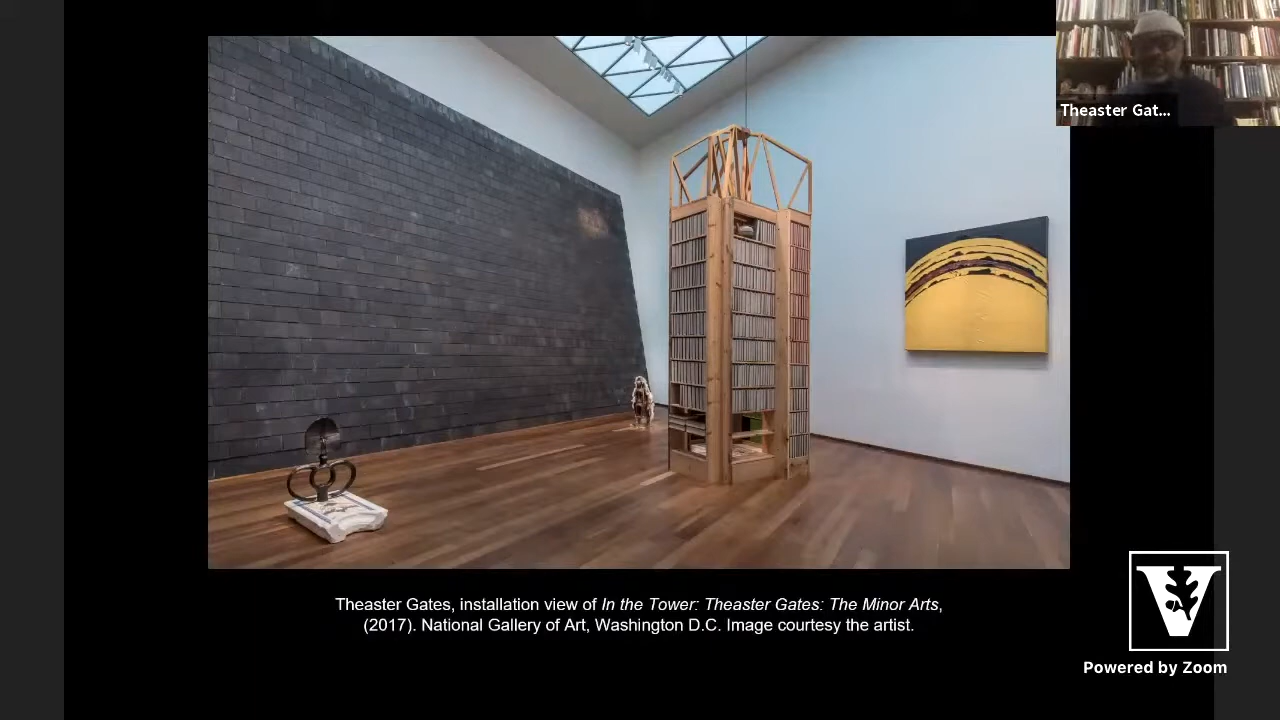 Theaster Gat...
Theaster Gates, installation view of In the Tower: Theaster Gates: The Minor Arts,
(2017). National Gallery of Art, Washington D.C. Image courtesy the artist.
V
Powered by Zoom